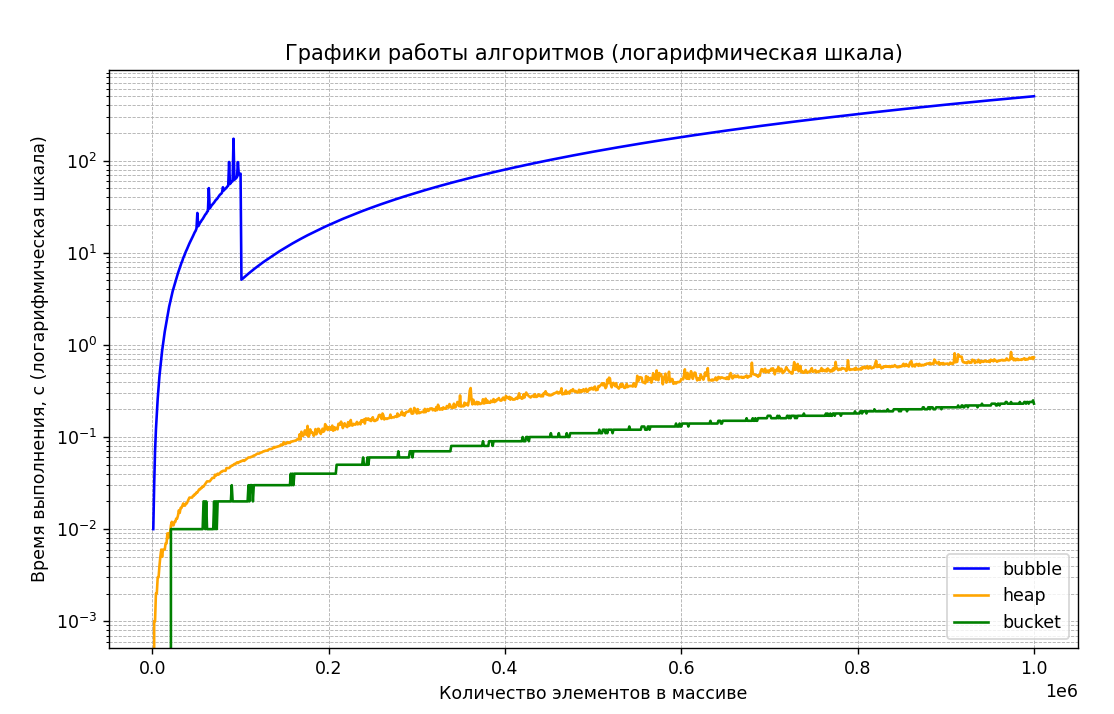 Графики работы алгоритмов (логарифмическая шкала)
Время выполнения, с (логарифмическая шкала)
10²
10¹
10⁰
10⁻¹
10⁻²
10⁻³
bubble
heap
bucket
0.0 0.2 0.4 0.6 0.8 1.0
1e6
Количество элементов в массиве